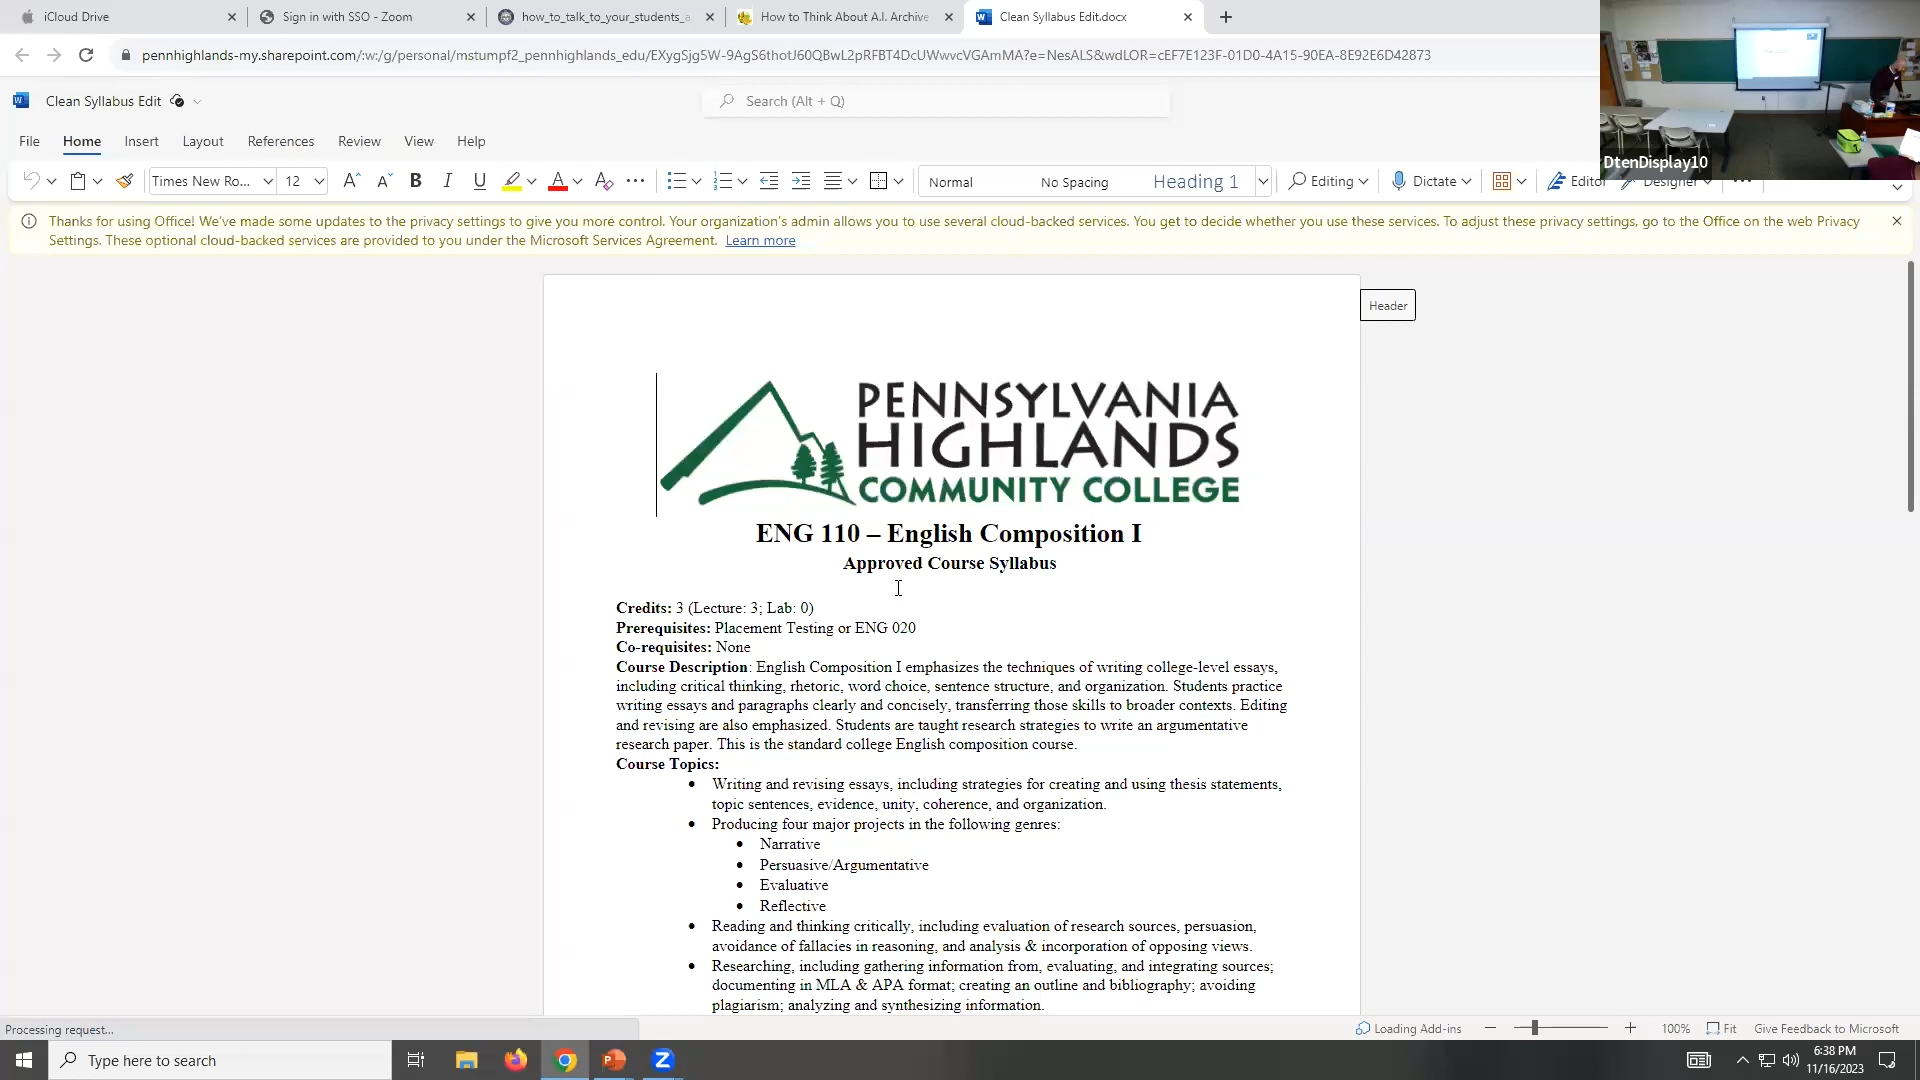 iCloud Drive
Sign in with SSO - Zoom
how_to_talk_to_your_students_a
How to Think About A.I. Archive
Clean Syllabus Edit.docx
pennhighlands-my.sharepoint.com/:w:/g/personal/mstumpf2_pennhighlands_edu/EXygSjg5W-9AgS6thotJ60QBwL2pRFBT4DcUWwvcVGAmMA?e=NesALS&wdLOR=cEF7E123F-01D0-4A15-90EA-8E92E6D42873
Clean Syllabus Edit
Search (Alt + Q)
File Home Insert Layout References Review View Help
DtenDisplay10
Times New Ro... 12 A A B I U A A ... Normal No Spacing Heading 1 Editing Dictate Editor Designer ...
Thanks for using Office! We've made some updates to the privacy settings to give you more control. Your organization's admin allows you to use several cloud-backed services. You get to decide whether you use these services. To adjust these privacy settings, go to the Office on the web Privacy
Settings. These optional cloud-backed services are provided to you under the Microsoft Services Agreement. Learn more
Header
PENNSYLVANIA
HIGHLANDS
COMMUNITY COLLEGE
ENG 110 – English Composition I
Approved Course Syllabus
Credits: 3 (Lecture: 3; Lab: 0)
Prerequisites: Placement Testing or ENG 020
Co-requisites: None
Course Description: English Composition I emphasizes the techniques of writing college-level essays,
including critical thinking, rhetoric, word choice, sentence structure, and organization. Students practice
writing essays and paragraphs clearly and concisely, transferring those skills to broader contexts. Editing
and revising are also emphasized. Students are taught research strategies to write an argumentative
research paper. This is the standard college English composition course.
Course Topics:
• Writing and revising essays, including strategies for creating and using thesis statements,
topic sentences, evidence, unity, coherence, and organization.
• Producing four major projects in the following genres:
• Narrative
• Persuasive/Argumentative
• Evaluative
• Reflective
• Reading and thinking critically, including evaluation of research sources, persuasion,
avoidance of fallacies in reasoning, and analysis & incorporation of opposing views.
• Researching, including gathering information from, evaluating, and integrating sources;
documenting in MLA & APA format; creating an outline and bibliography; avoiding
plagiarism; analyzing and synthesizing information.
Processing request...
Loading Add-ins
100% Fit Give Feedback to Microsoft
Type here to search
6:38 PM
11/16/2023